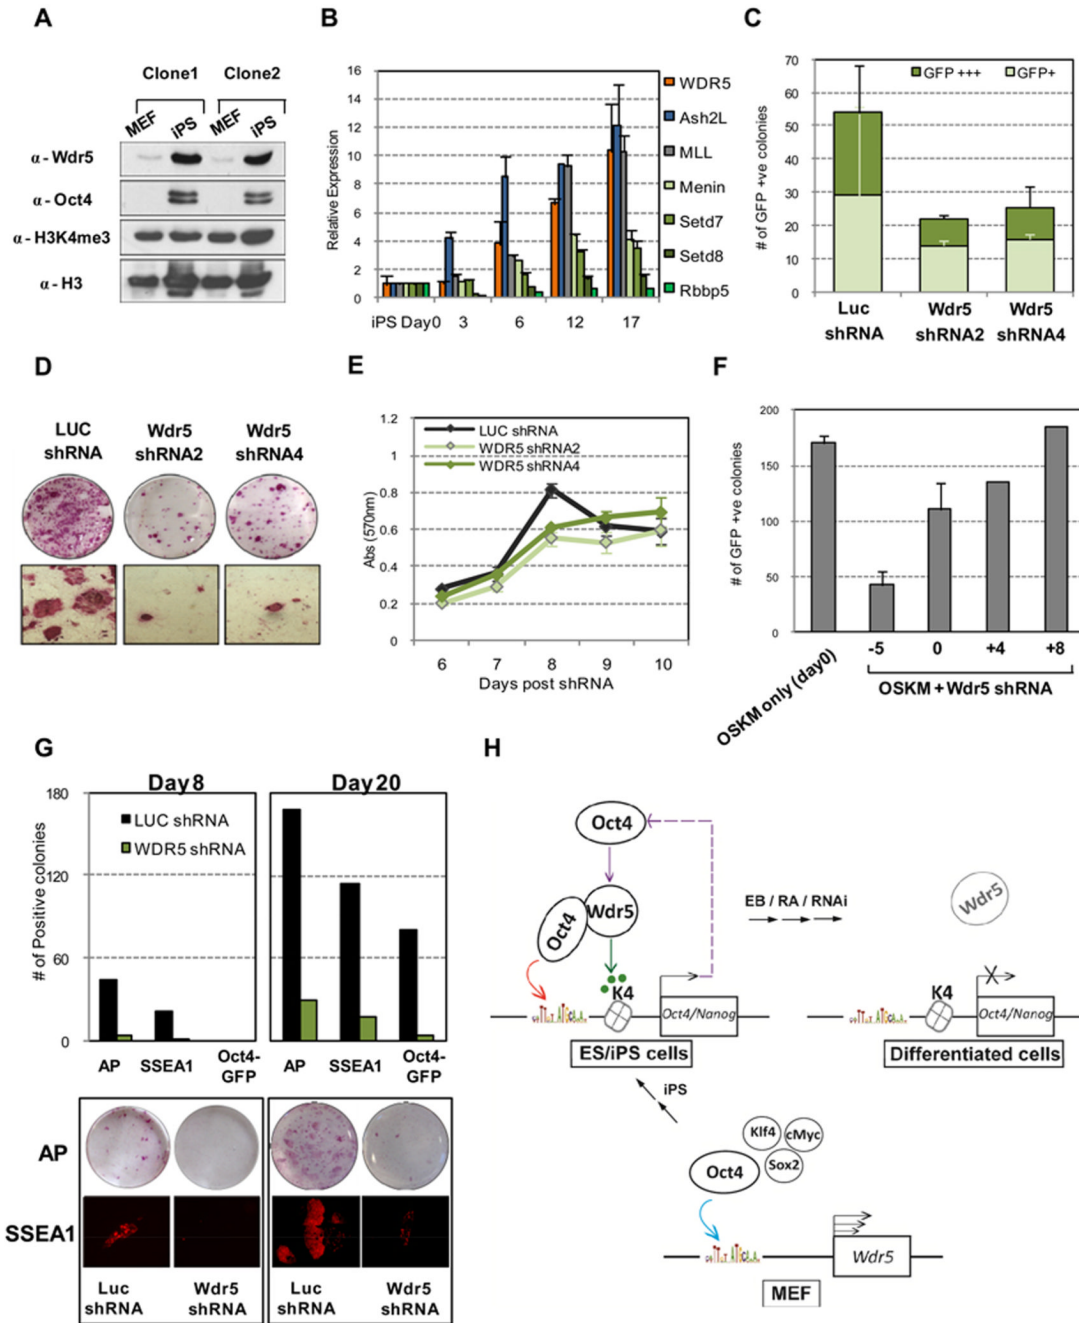 A
Clone1 Clone2
MEF iPS MEF iPS
α - Wdr5
α - Oct4
α - H3K4me3
α - H3
B
Relative Expression
16
14
12
10
8
6
4
2
0
iPS Day0 3 6 12 17
WDR5
Ash2L
MLL
Menin
Setd7
Setd8
Rbbp5
C
# of GFP +ve colonies
70
60
50
40
30
20
10
0
GFP +++ GFP+
Luc shRNA
Wdr5 shRNA2
Wdr5 shRNA4
D
LUC shRNA
Wdr5 shRNA2
Wdr5 shRNA4
E
Abs (570nm)
1.2
1
0.8
0.6
0.4
0.2
0
LUC shRNA
WDR5 shRNA2
WDR5 shRNA4
6 7 8 9 10
Days post shRNA
F
# of GFP +ve colonies
200
150
100
50
0
OSKM only (day0)
-5 0 +4 +8
OSKM + Wdr5 shRNA
G
Day 8 Day 20
# of Positive colonies
180
120
60
0
LUC shRNA
WDR5 shRNA
AP SSEA1 Oct4-GFP
AP SSEA1 Oct4-GFP
AP
SSEA1
Luc shRNA
Wdr5 shRNA
Luc shRNA
Wdr5 shRNA
H
Oct4
Wdr5
Oct4
K4
Oct4/Nanog
ES/iPS cells
EB / RA / RNAi
Wdr5
K4
X
Oct4/Nanog
Differentiated cells
iPS
Klf4
cMyc
Sox2
Oct4
Wdr5
MEF